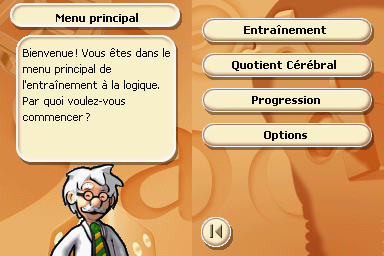 Menu principal
Bienvenue! Vous êtes dans le
menu principal de
l'entraînement à la logique.
Par quoi voulez-vous
commencer?
Entraînement
Quotient Cérébral
Progression
Options